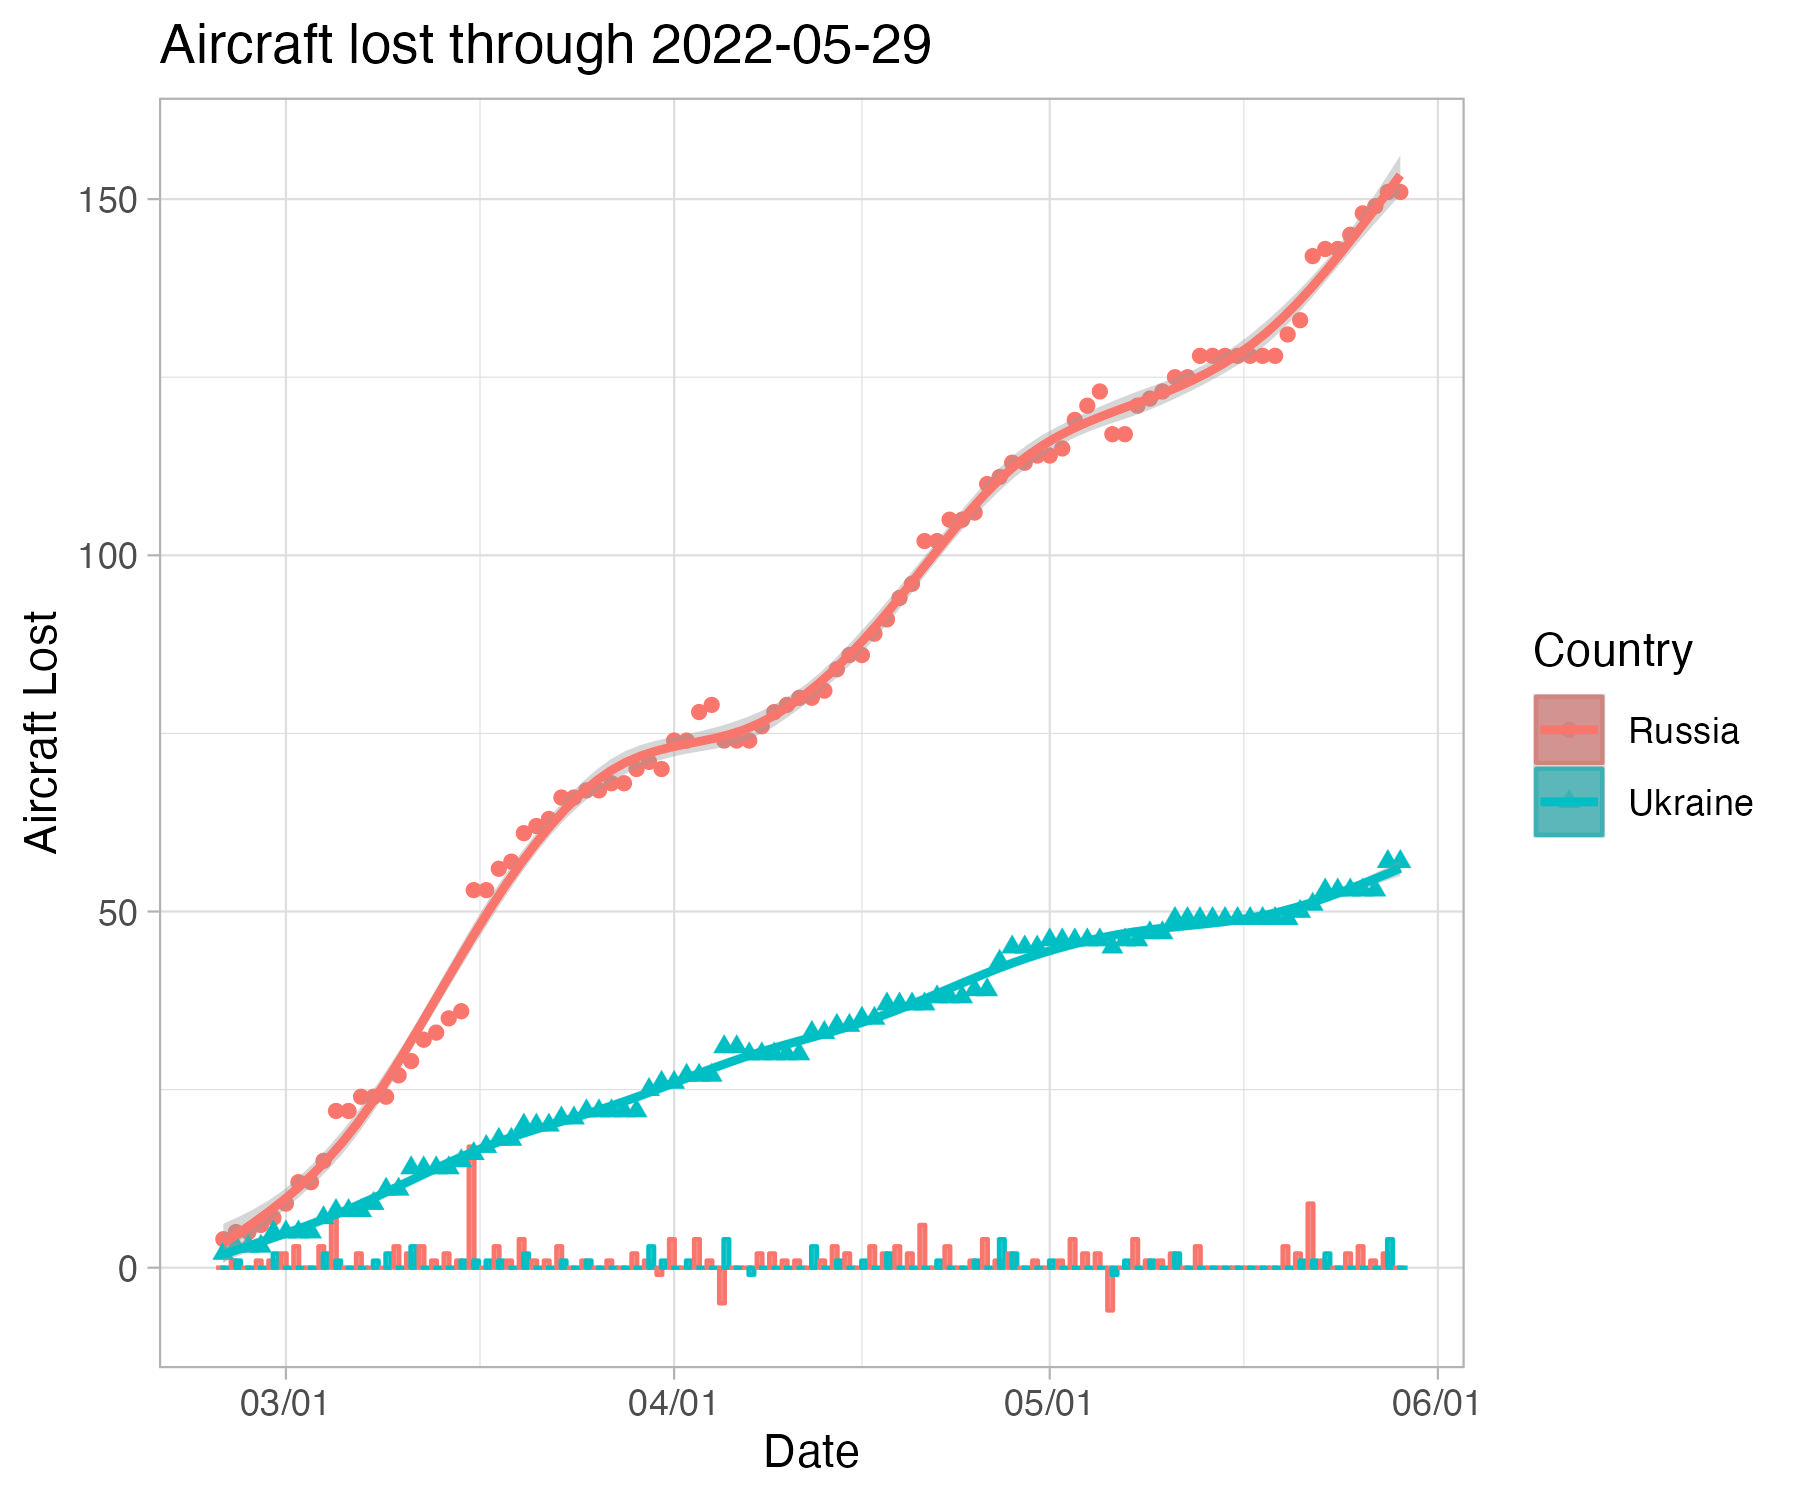 Aircraft lost through 2022-05-29
Aircraft Lost
150
100
50
0
03/01
04/01
05/01
06/01
Date
Country
Russia
Ukraine